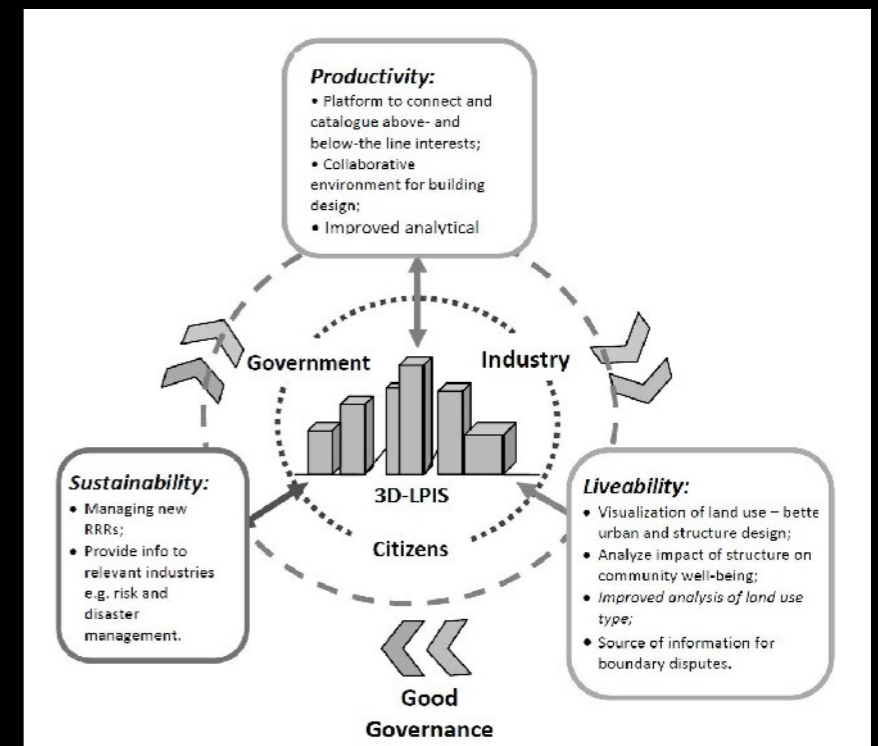 Productivity:
• Platform to connect and
catalogue above- and
below-the line interests;
• Collaborative
environment for building
design;
• Improved analytical
Government
Industry
3D-LPIS
Citizens
Sustainability:
• Managing new
RRRs;
• Provide info to
relevant industries
e.g. risk and
disaster
management.
Liveability:
• Visualization of land use – bette
urban and structure design;
• Analyze impact of structure on
community well-being;
• Improved analysis of land use
type;
• Source of information for
boundary disputes.
Good
Governance